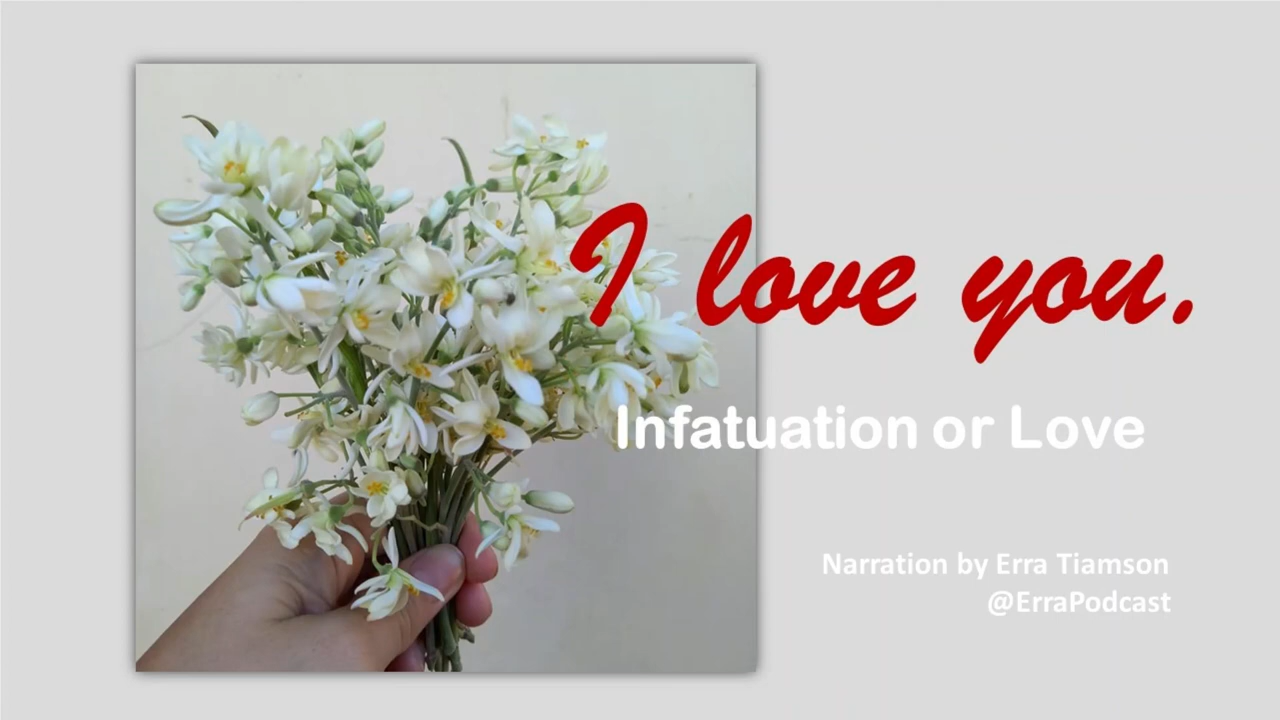 I love you.
Infatuation or Love
Narration by Erra Tiamson
@ErraPodcast